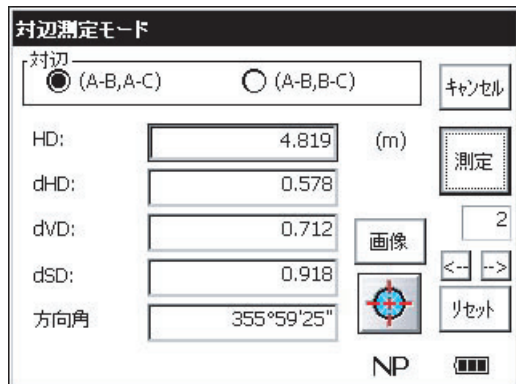 対辺測定モード
対辺
(A-B,A-C) (A-B,B-C)
キャンセル
HD: 4.819 (m)
測定
dHD: 0.578
dVD: 0.712
画像
2
dSD: 0.918
<-- -->
方向角 355°59'25"
リセット
NP